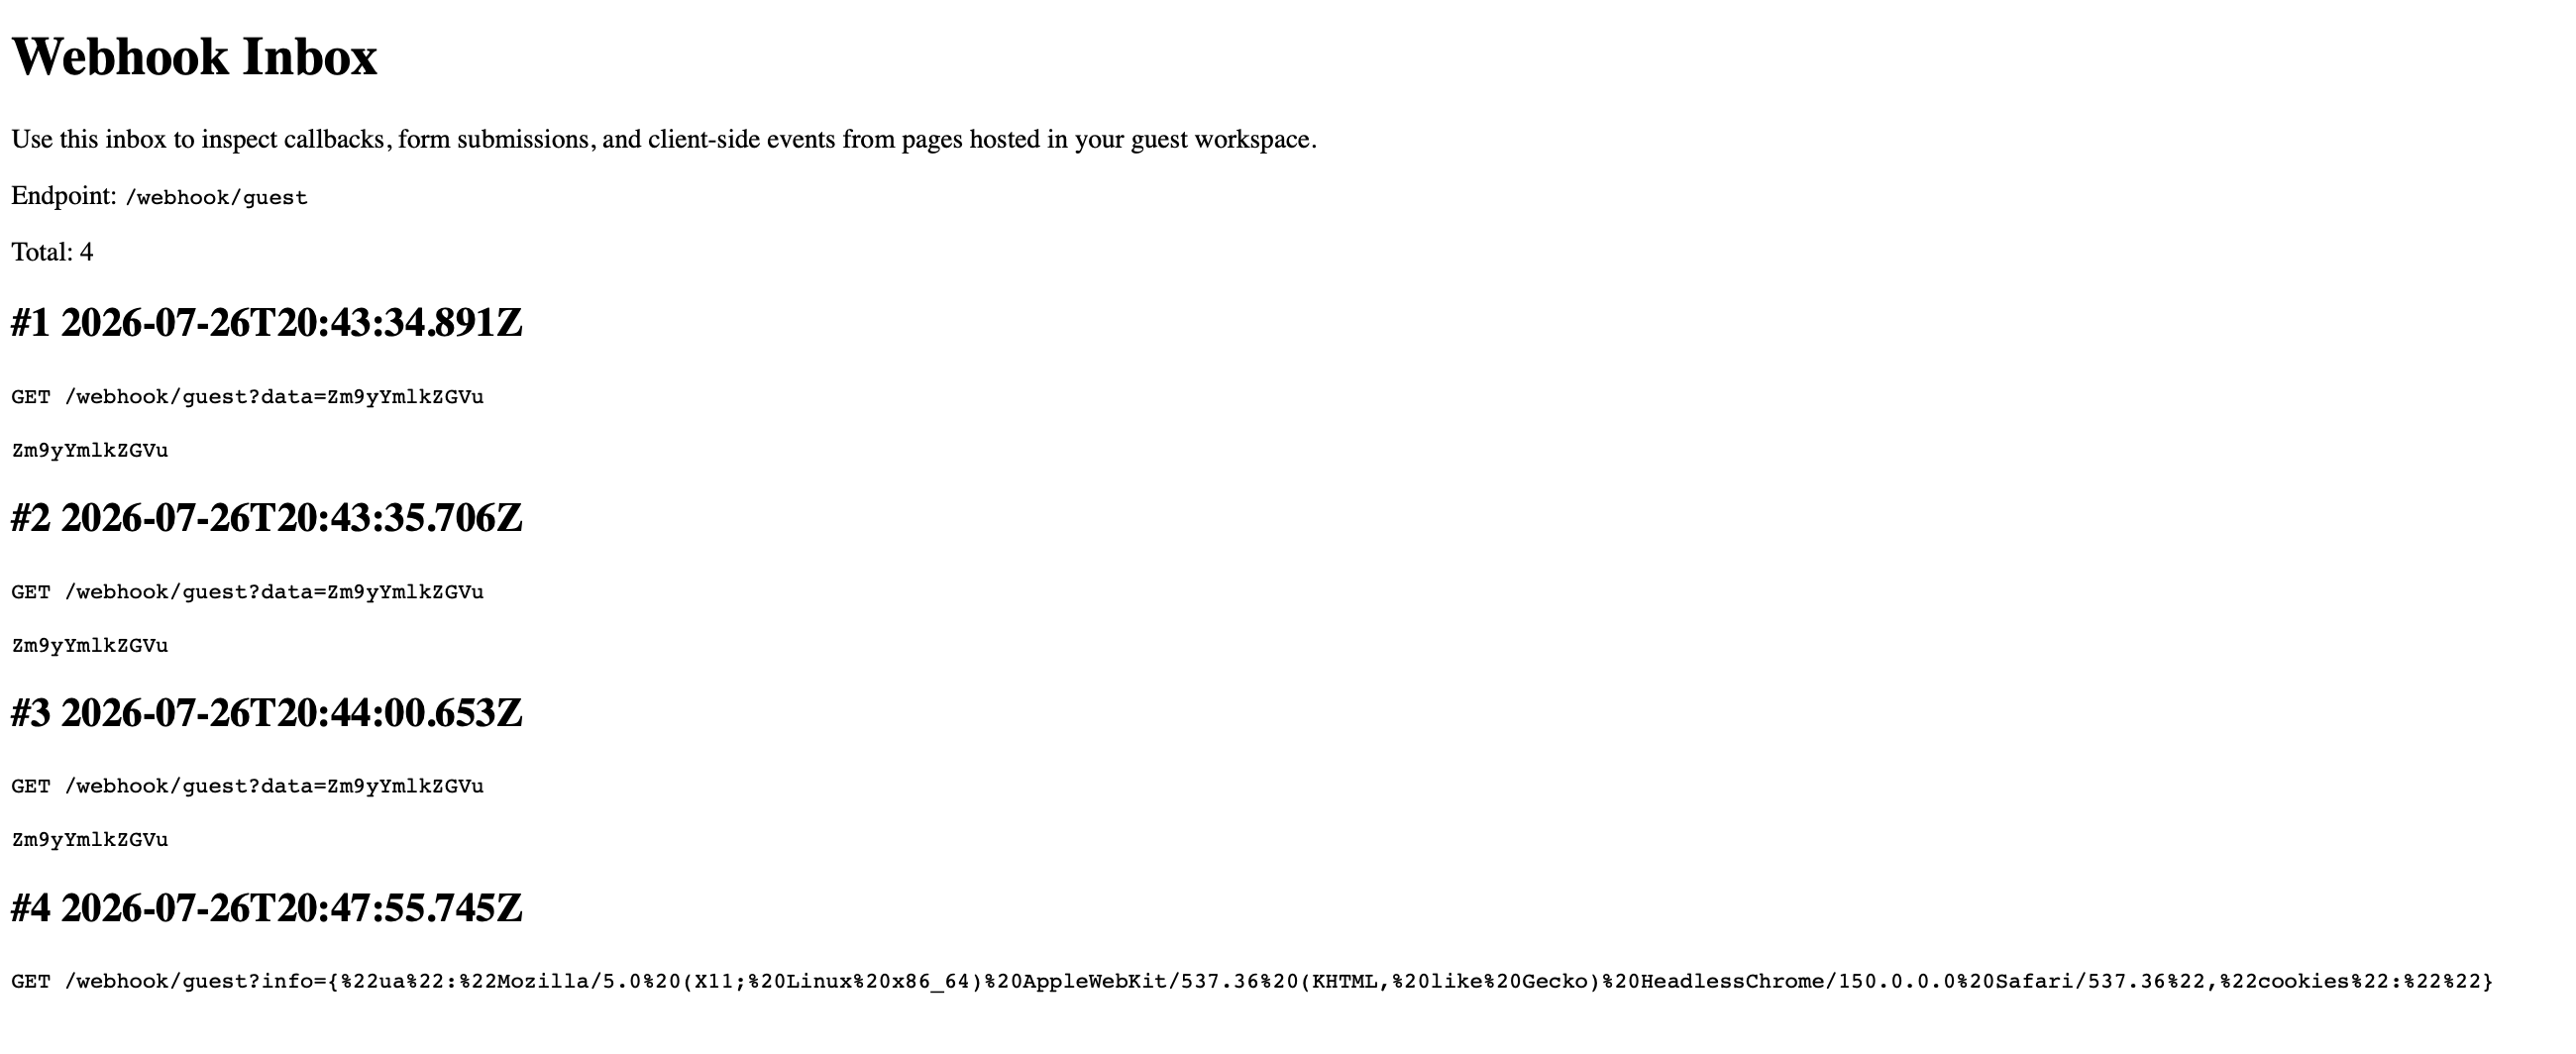 Webhook Inbox
Use this inbox to inspect callbacks, form submissions, and client-side events from pages hosted in your guest workspace.
Endpoint: /webhook/guest
Total: 4
#1 2026-07-26T20:43:34.891Z
GET /webhook/guest?data=Zm9yYmlkZGVu
Zm9yYmlkZGVu
#2 2026-07-26T20:43:35.706Z
GET /webhook/guest?data=Zm9yYmlkZGVu
Zm9yYmlkZGVu
#3 2026-07-26T20:44:00.653Z
GET /webhook/guest?data=Zm9yYmlkZGVu
Zm9yYmlkZGVu
#4 2026-07-26T20:47:55.745Z
GET /webhook/guest?info={%22ua%22:%22Mozilla/5.0%20(X11;%20Linux%20x86_64)%20AppleWebKit/537.36%20(KHTML,%20like%20Gecko)%20HeadlessChrome/150.0.0.0%20Safari/537.36%22,%22cookies%22:%22%22}